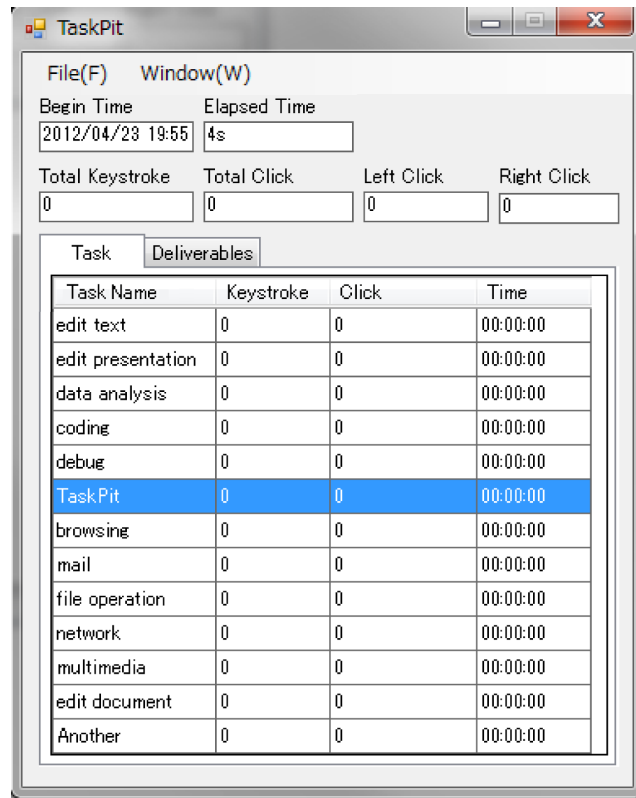 TaskPit
File(F) Window(W)
Begin Time Elapsed Time
2012/04/23 19:55 4s
Total Keystroke Total Click Left Click Right Click
0 0 0 0
Task Deliverables
Task Name Keystroke Click Time
edit text 0 0 00:00:00
edit presentation 0 0 00:00:00
data analysis 0 0 00:00:00
coding 0 0 00:00:00
debug 0 0 00:00:00
TaskPit 0 0 00:00:00
browsing 0 0 00:00:00
mail 0 0 00:00:00
file operation 0 0 00:00:00
network 0 0 00:00:00
multimedia 0 0 00:00:00
edit document 0 0 00:00:00
Another 0 0 00:00:00